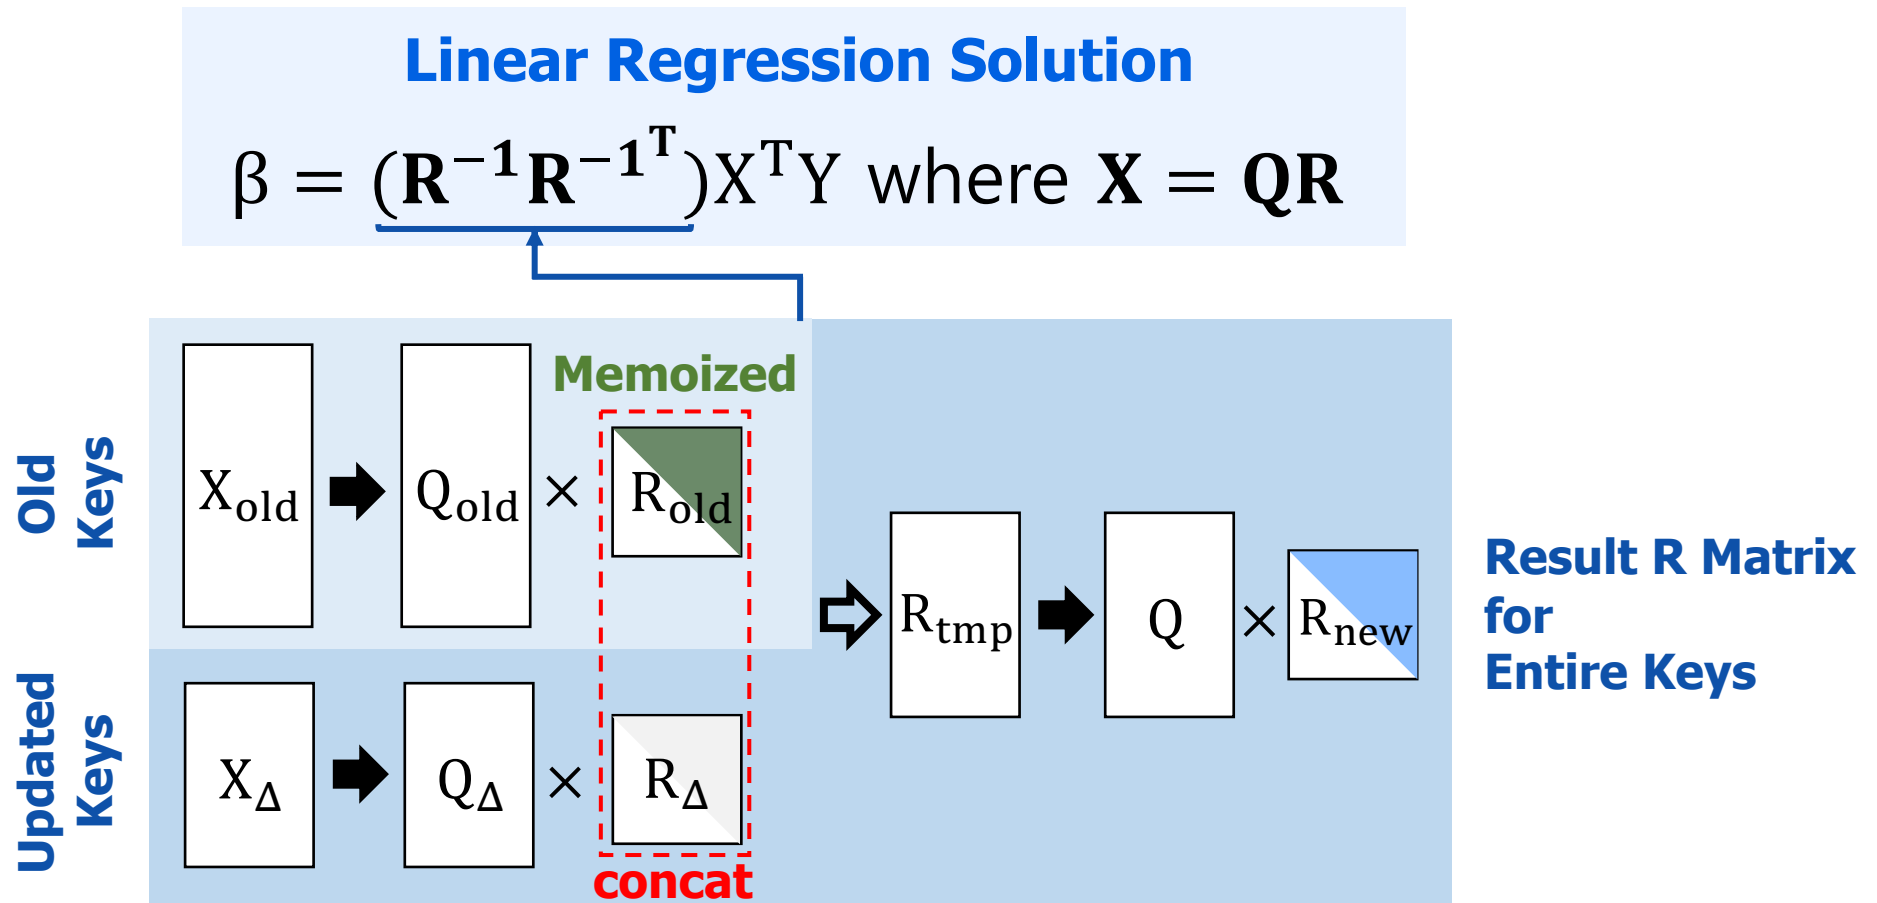 Linear Regression Solution
β = (R⁻¹R⁻¹ᵀ)XᵀY where X = QR
Old
Keys
X_old
Q_old
×
Memoized
R_old
Updated
Keys
X_Δ
Q_Δ
×
R_Δ
concat
R_tmp
Q
×
R_new
Result R Matrix
for
Entire Keys